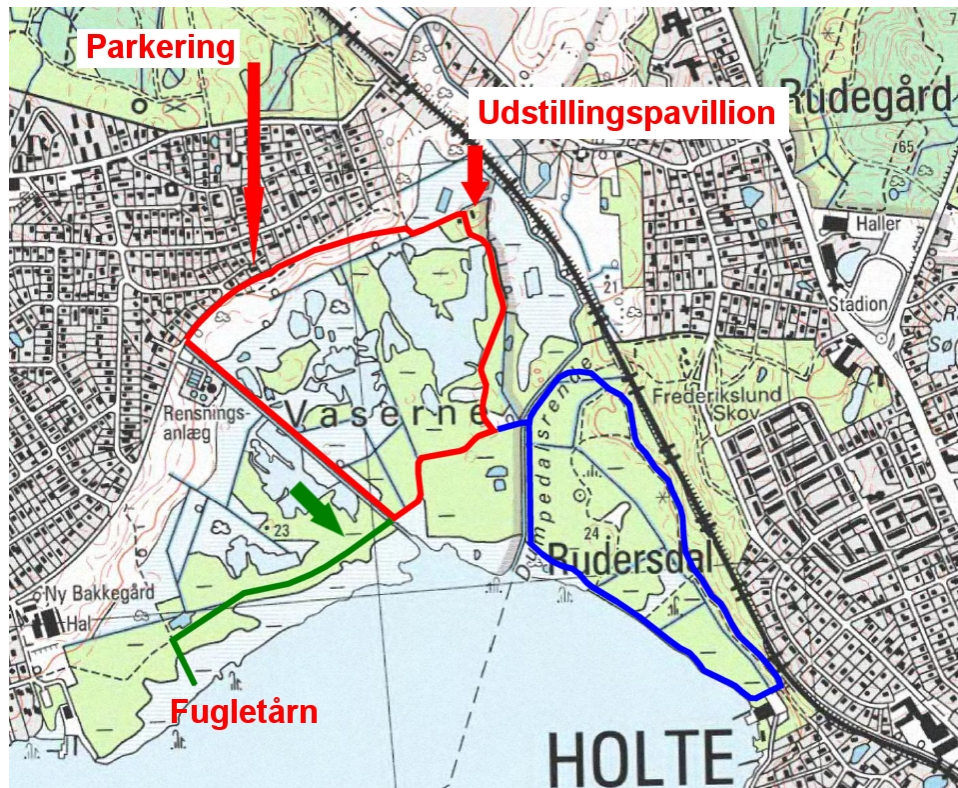 Parkering
Udstillingspavillion
Rudegård
65
Haller
Stadion
21
Frederikslund
Skov
Rensnings-
anlæg
Vaserne
Dumpedalsrende
23
24
Rudersdal
Ny Bakkegård
Hal
Fugletårn
HOLTE